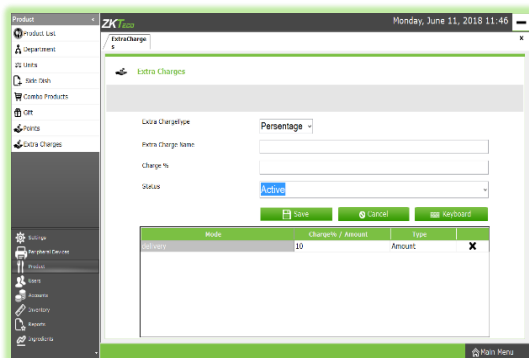 Product
Product List
Department
Units
Side Dish
Combo Products
Gift
Points
Extra Charges
Settings
Peripheral Devices
Product
Users
Accounts
Inventory
Reports
Ingredients
ZKTeco
Monday, June 11, 2018 11:46
ExtraCharge
s
x
Extra Charges
Extra ChargeType
Persentage
Extra Charge Name
Charge %
Status
Active
Save
Cancel
Keyboard
Mode Charge% / Amount Type
delivery 10 Amount X
Main Menu